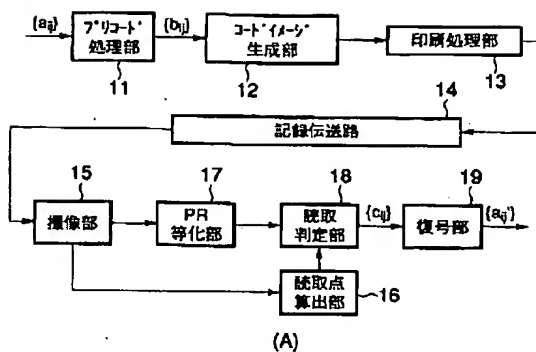 {aij}
プリコード
処理部
11
{bij}
コードイメージ
生成部
12
印刷処理部
13
14
記録伝送路
15
撮像部
17
PR
等化部
18
読取
判定部
{cij}
19
復号部
{aij'}
読取点
算出部
16
(A)